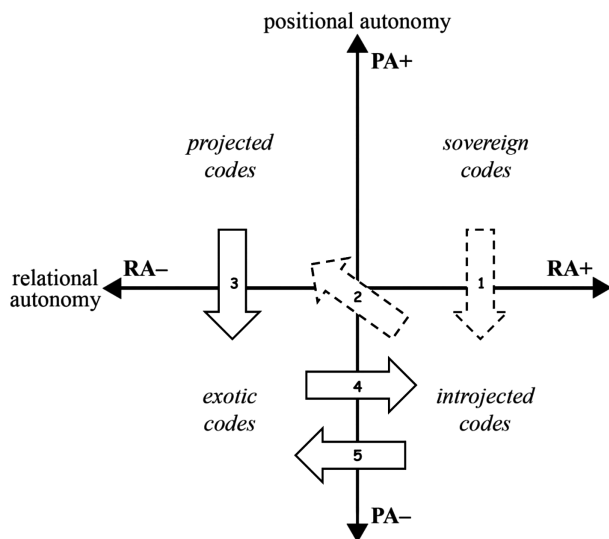 positional autonomy
PA+
projected
codes
sovereign
codes
RA–
RA+
relational
autonomy
3
2
1
4
exotic
codes
introjected
codes
5
PA–